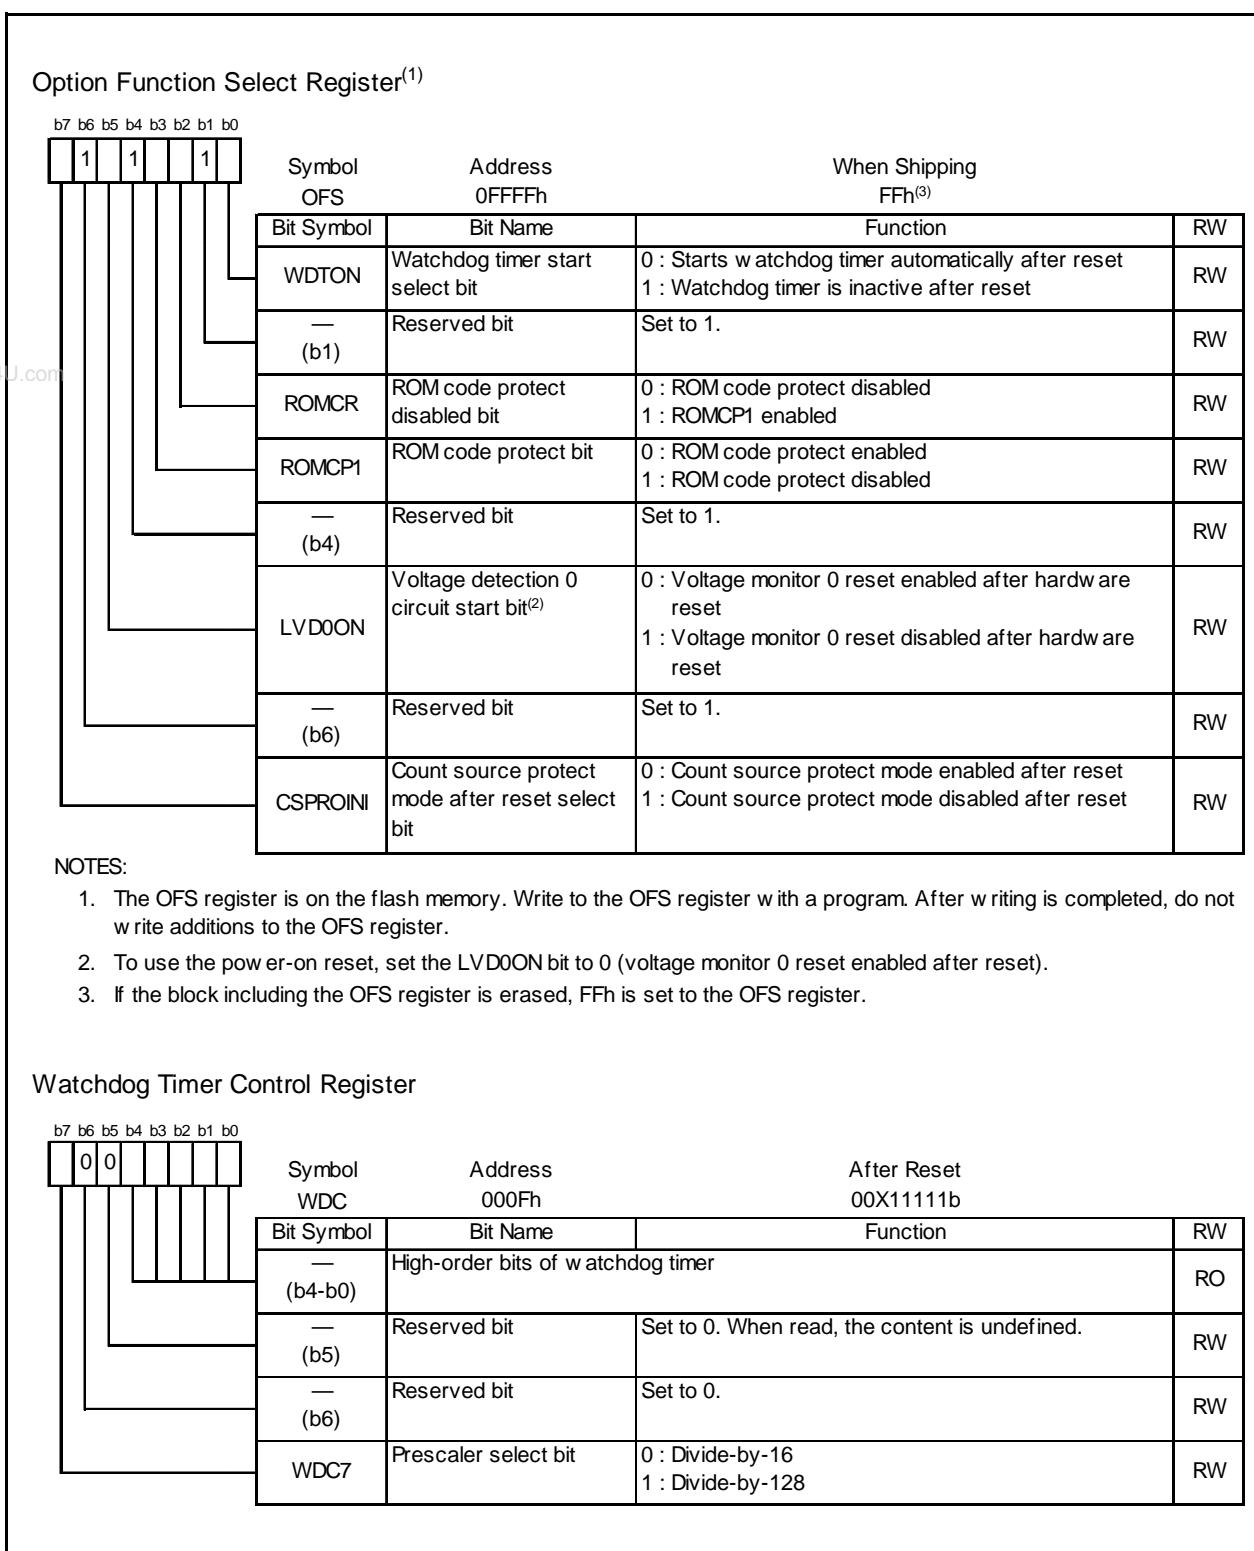 Option Function Select Register(1)
b7 b6 b5 b4 b3 b2 b1 b0
1 1 1
Symbol Address When Shipping
OFS 0FFFFh FFh(3)
Bit Symbol Bit Name Function RW
WDTON Watchdog timer start select bit 0 : Starts watchdog timer automatically after reset RW
1 : Watchdog timer is inactive after reset
— (b1) Reserved bit Set to 1. RW
U.com
ROMCR ROM code protect disabled bit 0 : ROM code protect disabled RW
1 : ROMCP1 enabled
ROMCP1 ROM code protect bit 0 : ROM code protect enabled RW
1 : ROM code protect disabled
— (b4) Reserved bit Set to 1. RW
LVD0ON Voltage detection 0 circuit start bit(2) 0 : Voltage monitor 0 reset enabled after hardware reset RW
1 : Voltage monitor 0 reset disabled after hardware reset
— (b6) Reserved bit Set to 1. RW
CSPROINI Count source protect mode after reset select bit 0 : Count source protect mode enabled after reset RW
1 : Count source protect mode disabled after reset
NOTES:
1. The OFS register is on the flash memory. Write to the OFS register with a program. After writing is completed, do not
write additions to the OFS register.
2. To use the power-on reset, set the LVD0ON bit to 0 (voltage monitor 0 reset enabled after reset).
3. If the block including the OFS register is erased, FFh is set to the OFS register.
Watchdog Timer Control Register
b7 b6 b5 b4 b3 b2 b1 b0
0 0
Symbol Address After Reset
WDC 000Fh 00X11111b
Bit Symbol Bit Name Function RW
— (b4-b0) High-order bits of watchdog timer RO
— (b5) Reserved bit Set to 0. When read, the content is undefined. RW
— (b6) Reserved bit Set to 0. RW
WDC7 Prescaler select bit 0 : Divide-by-16 RW
1 : Divide-by-128